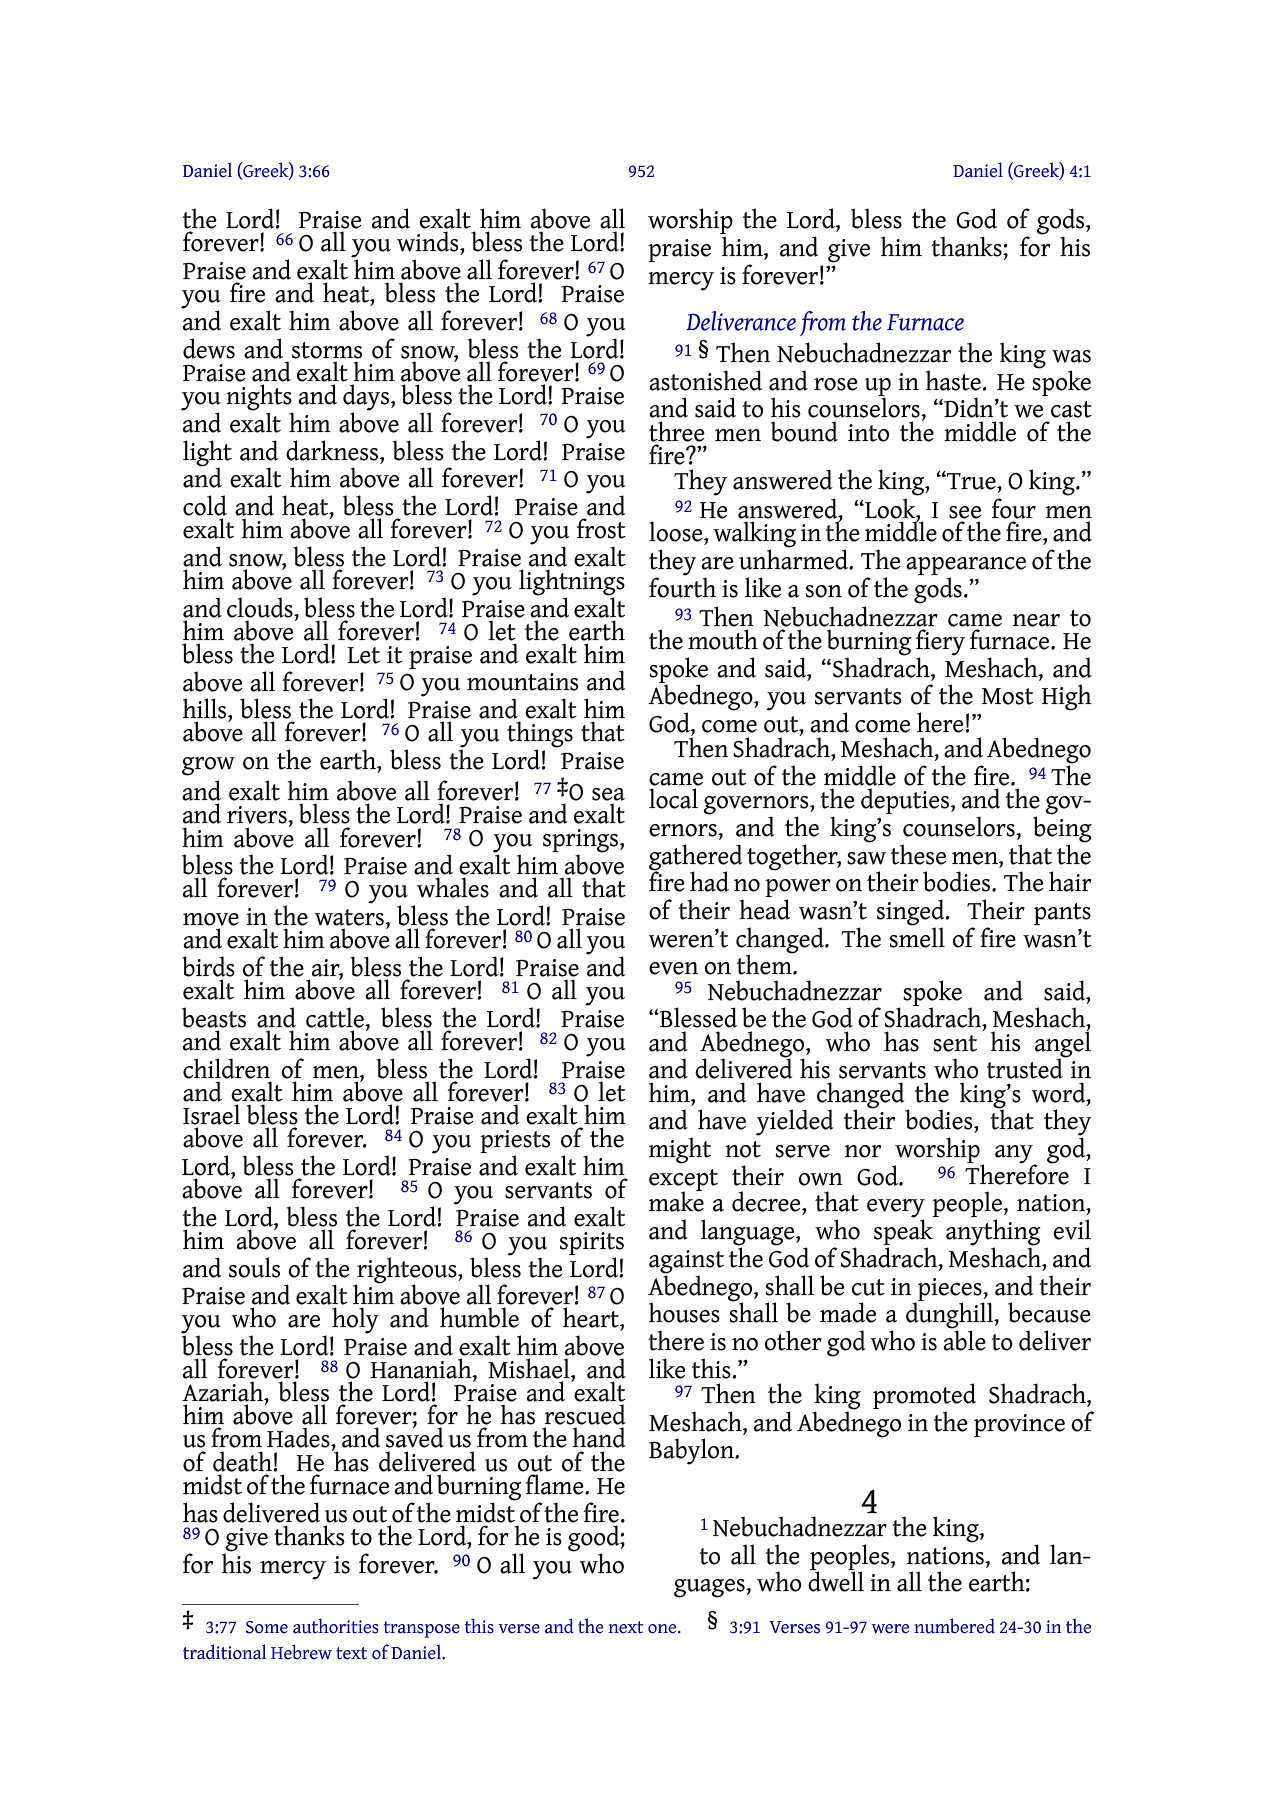 Daniel (Greek) 3:66
952
Daniel (Greek) 4:1
the Lord! Praise and exalt him above all
forever! 66 O all you winds, bless the Lord!
Praise and exalt him above all forever! 67 O
you fire and heat, bless the Lord! Praise
and exalt him above all forever! 68 O you
dews and storms of snow, bless the Lord!
Praise and exalt him above all forever! 69 O
you nights and days, bless the Lord! Praise
and exalt him above all forever! 70 O you
light and darkness, bless the Lord! Praise
and exalt him above all forever! 71 O you
cold and heat, bless the Lord! Praise and
exalt him above all forever! 72 O you frost
and snow, bless the Lord! Praise and exalt
him above all forever! 73 O you lightnings
and clouds, bless the Lord! Praise and exalt
him above all forever! 74 O let the earth
bless the Lord! Let it praise and exalt him
above all forever! 75 O you mountains and
hills, bless the Lord! Praise and exalt him
above all forever! 76 O all you things that
grow on the earth, bless the Lord! Praise
and exalt him above all forever! 77 ‡O sea
and rivers, bless the Lord! Praise and exalt
him above all forever! 78 O you springs,
bless the Lord! Praise and exalt him above
all forever! 79 O you whales and all that
move in the waters, bless the Lord! Praise
and exalt him above all forever! 80 O all you
birds of the air, bless the Lord! Praise and
exalt him above all forever! 81 O all you
beasts and cattle, bless the Lord! Praise
and exalt him above all forever! 82 O you
children of men, bless the Lord! Praise
and exalt him above all forever! 83 O let
Israel bless the Lord! Praise and exalt him
above all forever. 84 O you priests of the
Lord, bless the Lord! Praise and exalt him
above all forever! 85 O you servants of
the Lord, bless the Lord! Praise and exalt
him above all forever! 86 O you spirits
and souls of the righteous, bless the Lord!
Praise and exalt him above all forever! 87 O
you who are holy and humble of heart,
bless the Lord! Praise and exalt him above
all forever! 88 O Hananiah, Mishael, and
Azariah, bless the Lord! Praise and exalt
him above all forever; for he has rescued
us from Hades, and saved us from the hand
of death! He has delivered us out of the
midst of the furnace and burning flame. He
has delivered us out of the midst of the fire.
89 O give thanks to the Lord, for he is good;
for his mercy is forever. 90 O all you who
worship the Lord, bless the God of gods,
praise him, and give him thanks; for his
mercy is forever!”
Deliverance from the Furnace
91 § Then Nebuchadnezzar the king was
astonished and rose up in haste. He spoke
and said to his counselors, “Didn’t we cast
three men bound into the middle of the
fire?”
They answered the king, “True, O king.”
92 He answered, “Look, I see four men
loose, walking in the middle of the fire, and
they are unharmed. The appearance of the
fourth is like a son of the gods.”
93 Then Nebuchadnezzar came near to
the mouth of the burning fiery furnace. He
spoke and said, “Shadrach, Meshach, and
Abednego, you servants of the Most High
God, come out, and come here!”
Then Shadrach, Meshach, and Abednego
came out of the middle of the fire. 94 The
local governors, the deputies, and the gov-
ernors, and the king’s counselors, being
gathered together, saw these men, that the
fire had no power on their bodies. The hair
of their head wasn’t singed. Their pants
weren’t changed. The smell of fire wasn’t
even on them.
95 Nebuchadnezzar spoke and said,
“Blessed be the God of Shadrach, Meshach,
and Abednego, who has sent his angel
and delivered his servants who trusted in
him, and have changed the king’s word,
and have yielded their bodies, that they
might not serve nor worship any god,
except their own God. 96 Therefore I
make a decree, that every people, nation,
and language, who speak anything evil
against the God of Shadrach, Meshach, and
Abednego, shall be cut in pieces, and their
houses shall be made a dunghill, because
there is no other god who is able to deliver
like this.”
97 Then the king promoted Shadrach,
Meshach, and Abednego in the province of
Babylon.
4
1 Nebuchadnezzar the king,
to all the peoples, nations, and lan-
guages, who dwell in all the earth:
‡ 3:77 Some authorities transpose this verse and the next one. § 3:91 Verses 91-97 were numbered 24-30 in the
traditional Hebrew text of Daniel.